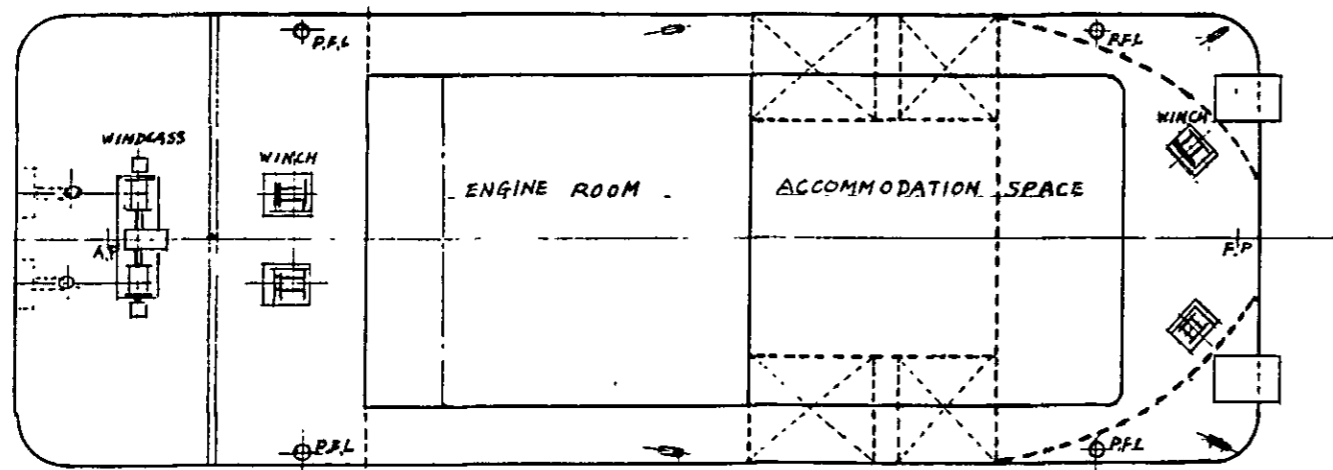 P.F.L
P.F.L
WINDLASS
WINCH
WINCH
ENGINE ROOM
ACCOMMODATION SPACE
A.P
F.P
P.F.L
P.F.L